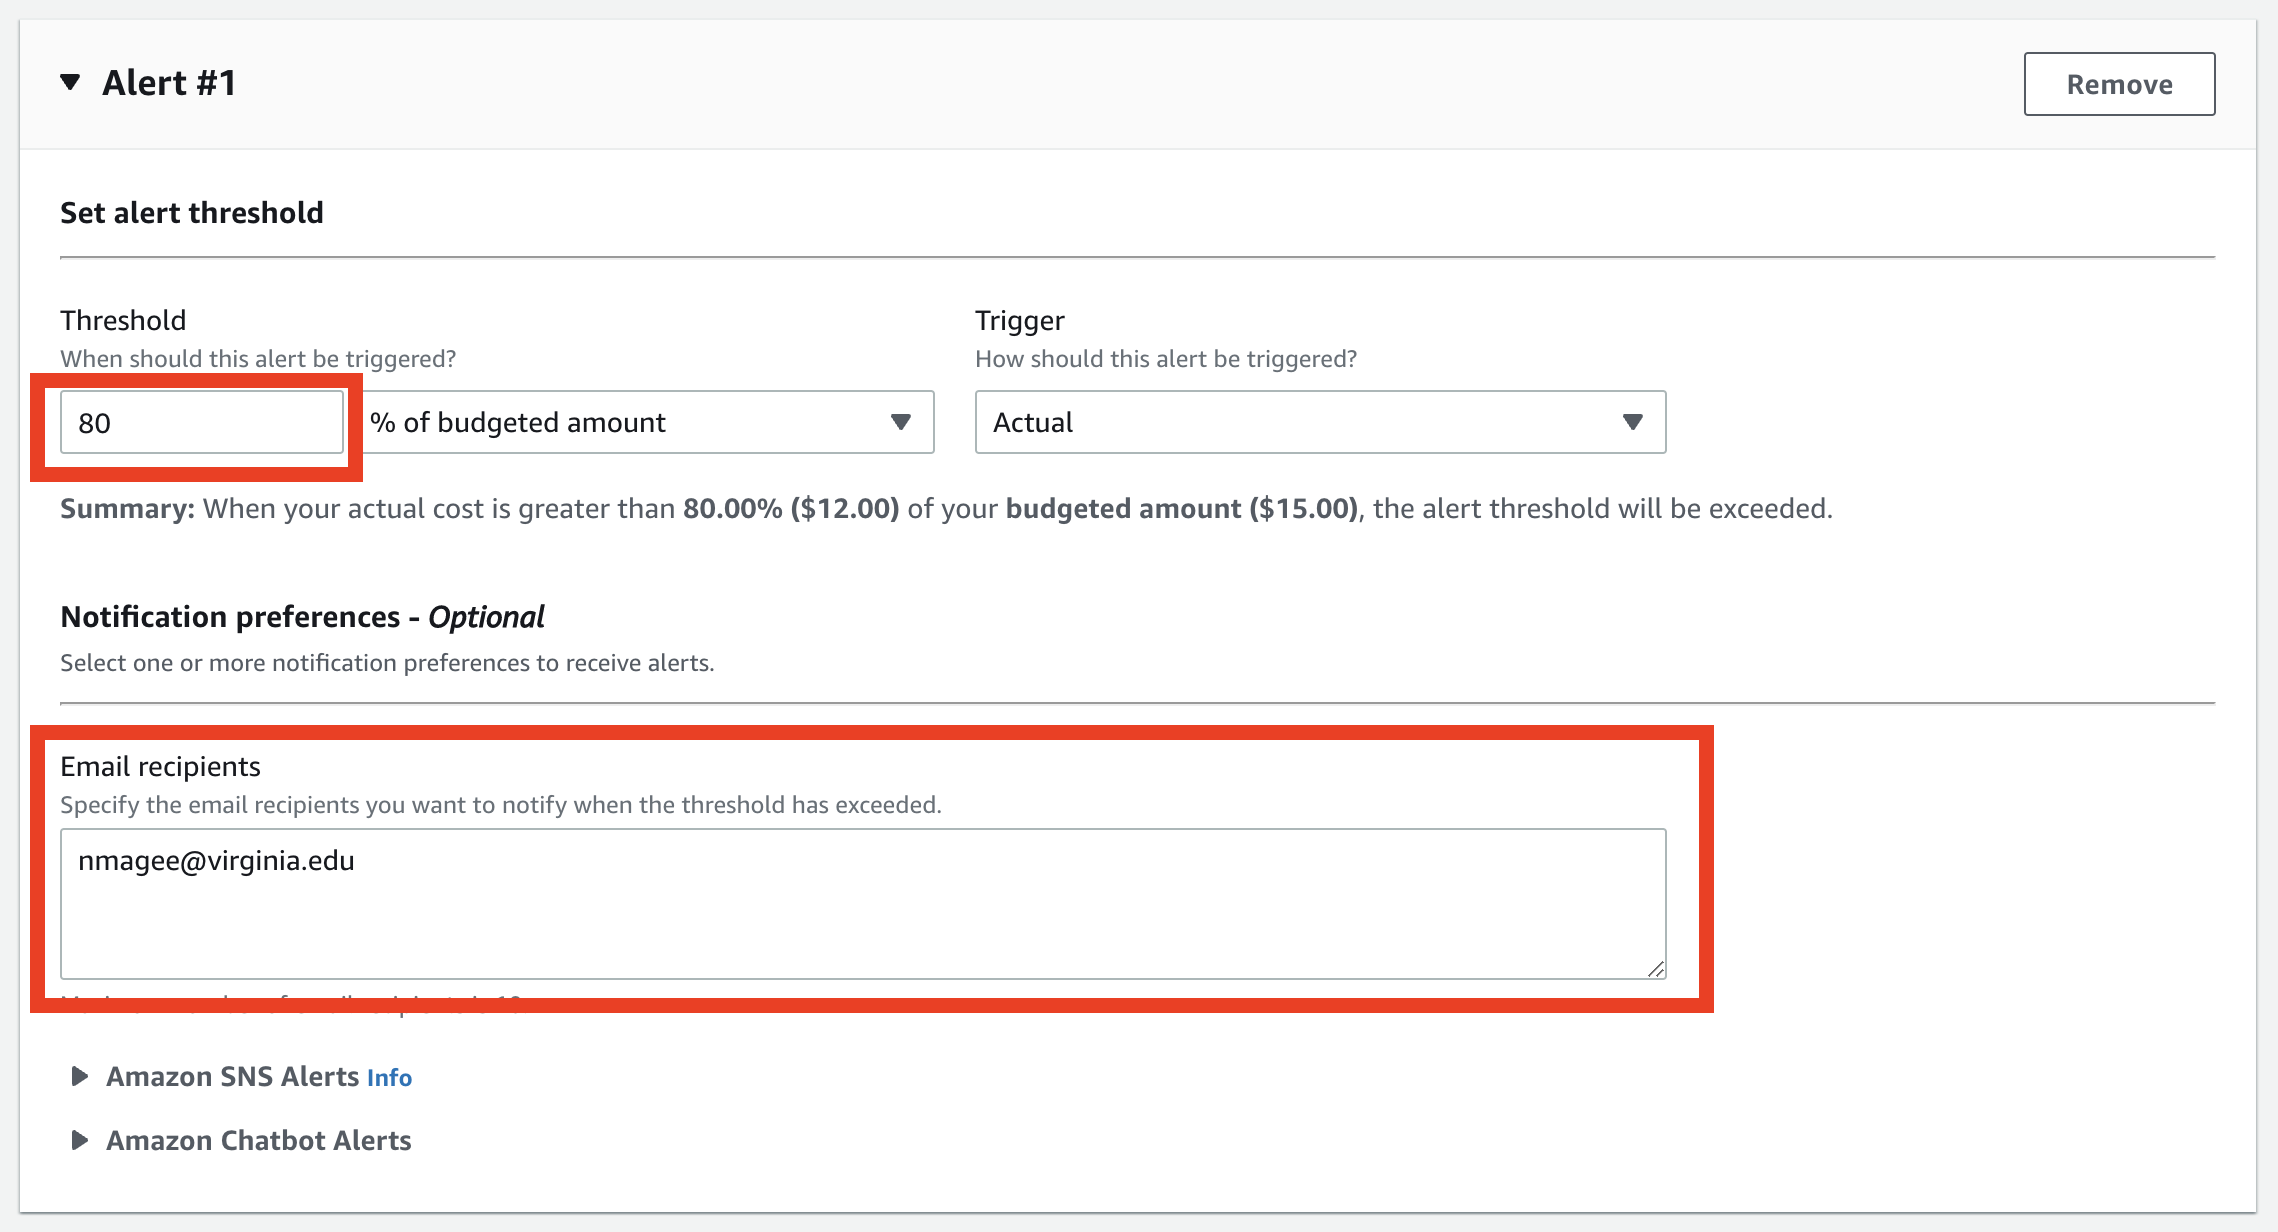 Alert #1
Remove
Set alert threshold
Threshold
When should this alert be triggered?
80
% of budgeted amount
Trigger
How should this alert be triggered?
Actual
Summary: When your actual cost is greater than 80.00% ($12.00) of your budgeted amount ($15.00), the alert threshold will be exceeded.
Notification preferences - Optional
Select one or more notification preferences to receive alerts.
Email recipients
Specify the email recipients you want to notify when the threshold has exceeded.
nmagee@virginia.edu
Amazon SNS Alerts Info
Amazon Chatbot Alerts